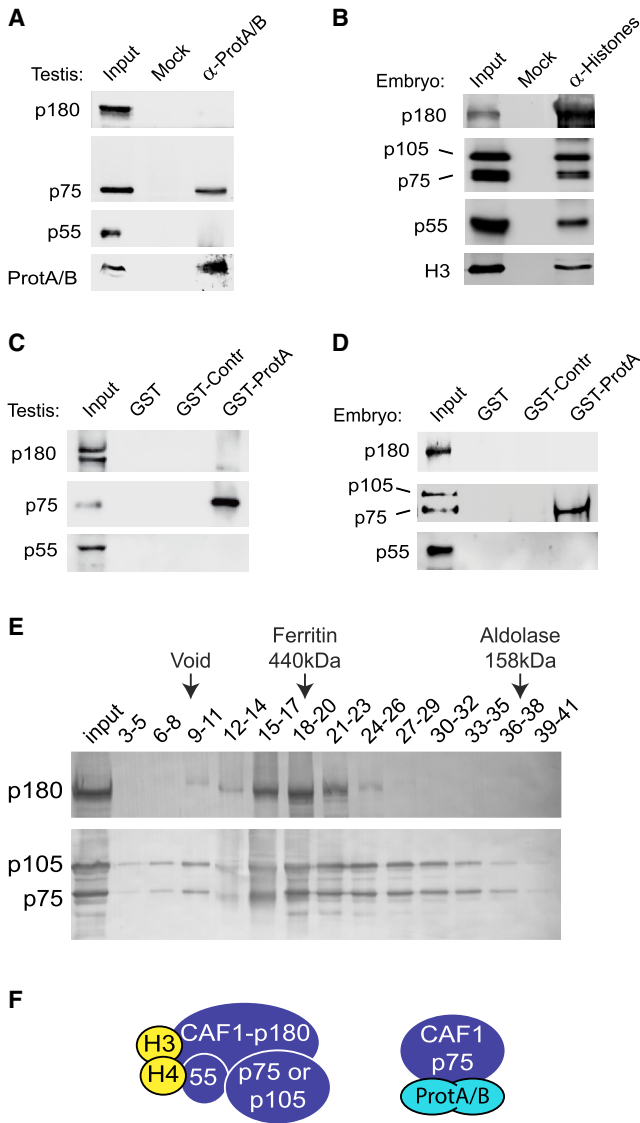 A
Testis: Input Mock α-ProtA/B
p180
p75
p55
ProtA/B
B
Embryo: Input Mock α-Histones
p180
p105
p75
p55
H3
C
Testis: Input GST GST-Contr GST-ProtA
p180
p75
p55
D
Embryo: Input GST GST-Contr GST-ProtA
p180
p105
p75
p55
E
Void
Ferritin
440kDa
Aldolase
158kDa
input 3-5 6-8 9-11 12-14 15-17 18-20 21-23 24-26 27-29 30-32 33-35 36-38 39-41
p180
p105
p75
F
H3
H4
CAF1-p180
55
p75 or
p105
CAF1
p75
ProtA/B